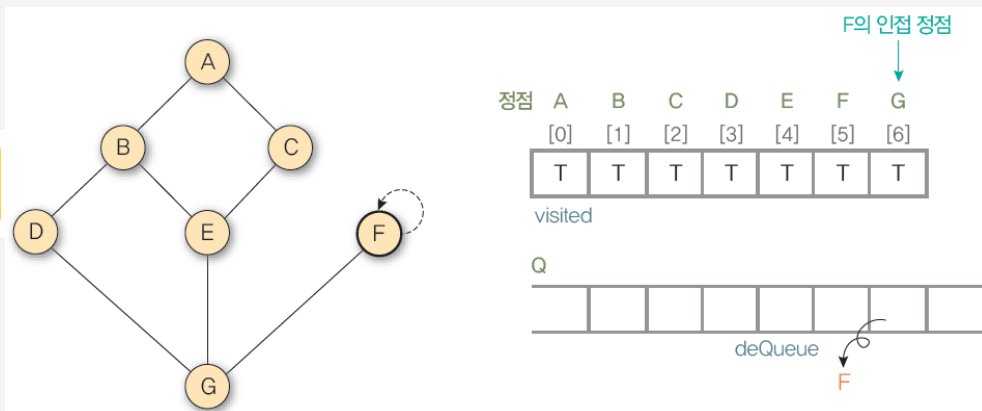 A
B
C
D
E
F
G
F의 인접 정점
정점 A B C D E F G
[0] [1] [2] [3] [4] [5] [6]
T T T T T T T
visited
Q
deQueue
F